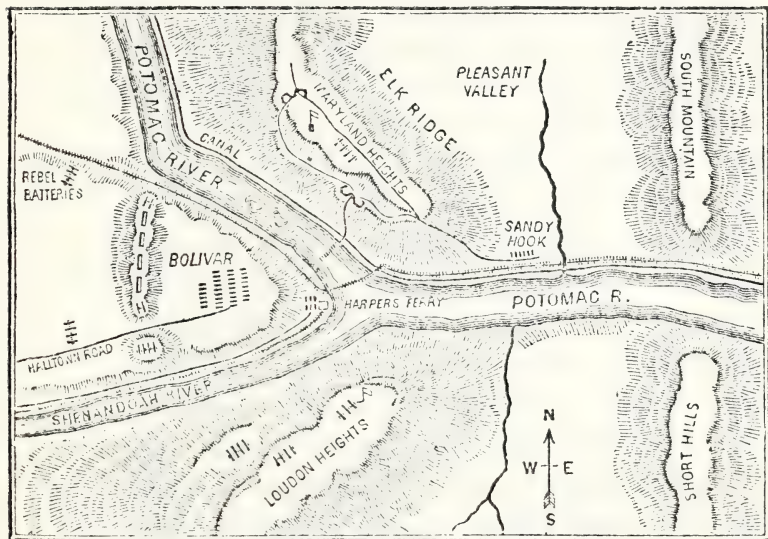 POTOMAC RIVER
CANAL
MARYLAND HEIGHTS
ELK RIDGE
PLEASANT
VALLEY
SOUTH MOUNTAIN
REBEL
BATTERIES
BOLIVAR
SANDY
HOOK
HARPERS FERRY
POTOMAC R.
HALLTOWN ROAD
SHENANDOAH RIVER
LOUDON HEIGHTS
N
W
E
S
SHORT HILLS